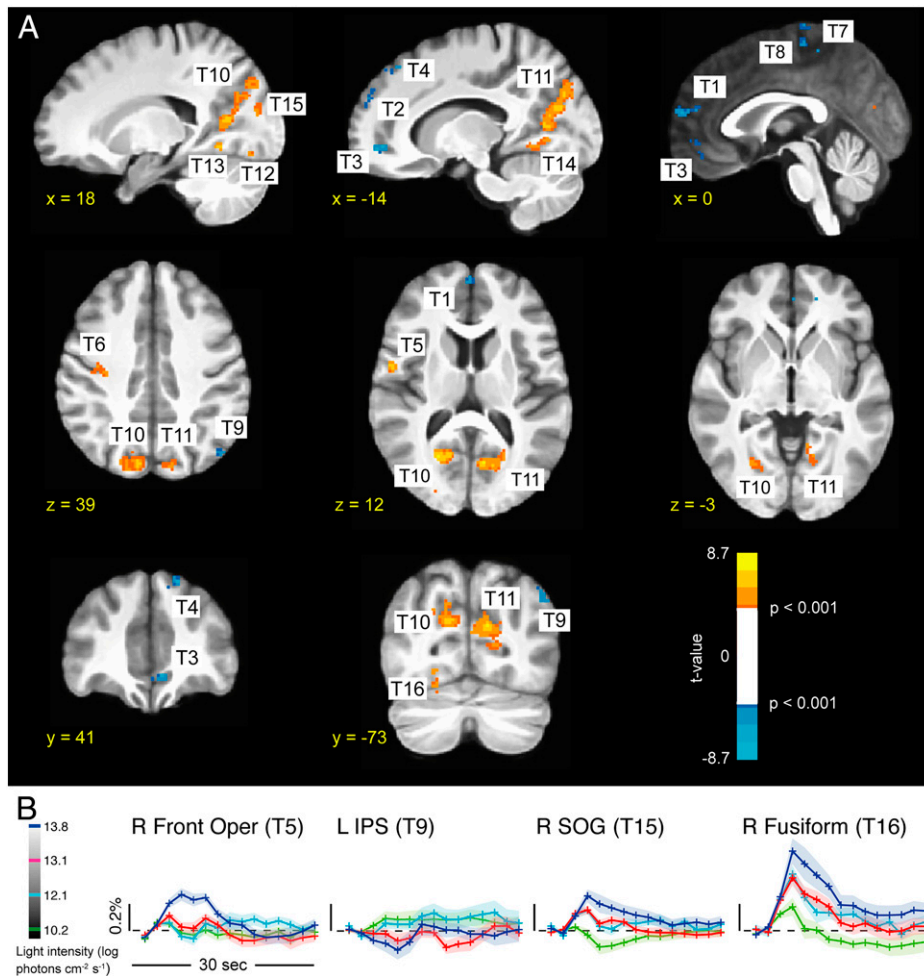 A
T10
T15
T13
T12
x = 18
T4
T11
T2
T3
T14
x = -14
T7
T8
T1
T3
x = 0
T6
T10
T11
T9
z = 39
T1
T5
T10
T11
z = 12
T10
T11
z = -3
T4
T3
y = 41
T11
T10
T9
T16
y = -73
8.7
p < 0.001
t-value
0
p < 0.001
-8.7
B
13.8
13.1
12.1
10.2
Light intensity (log
photons cm⁻² s⁻¹)
R Front Oper (T5)
L IPS (T9)
R SOG (T15)
R Fusiform (T16)
0.2%
30 sec